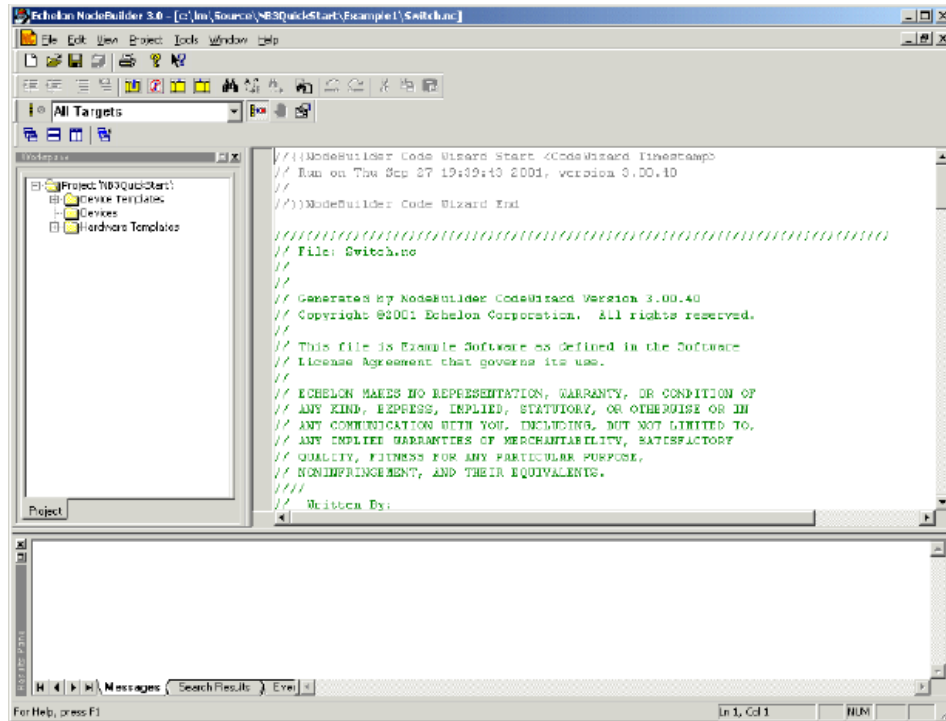 Echelon NodeBuilder 3.0 - [c:\lm\Source\NB3QuickStart\Example1\Switch.nc]
File Edit View Project Tools Window Help
All Targets
Workspace
Project 'NB3QuickStart':
Device Templates
Devices
Hardware Templates
Project
//{{NodeBuilder Code Wizard Start <CodeWizard Timestamp>
// Run on Thu Sep 27 19:39:43 2001, version 3.00.40
//
//}}NodeBuilder Code Wizard End
////////////////////////////////////////////////////////////////////////////////
// File: Switch.nc
//
//
// Generated by NodeBuilder CodeWizard Version 3.00.40
// Copyright ©2001 Echelon Corporation.  All rights reserved.
//
// This file is Example Software as defined in the Software
// License Agreement that governs its use.
//
// ECHELON MAKES NO REPRESENTATION, WARRANTY, OR CONDITION OF
// ANY KIND, EXPRESS, IMPLIED, STATUTORY, OR OTHERWISE OR IN
// ANY COMMUNICATION WITH YOU, INCLUDING, BUT NOT LIMITED TO,
// ANY IMPLIED WARRANTIES OF MERCHANTABILITY, SATISFACTORY
// QUALITY, FITNESS FOR ANY PARTICULAR PURPOSE,
// NONINFRINGEMENT, AND THEIR EQUIVALENTS.
////
//  Written By:
Results Pane
Messages Search Results Eve
For Help, press F1 Ln 1, Col 1 NUM